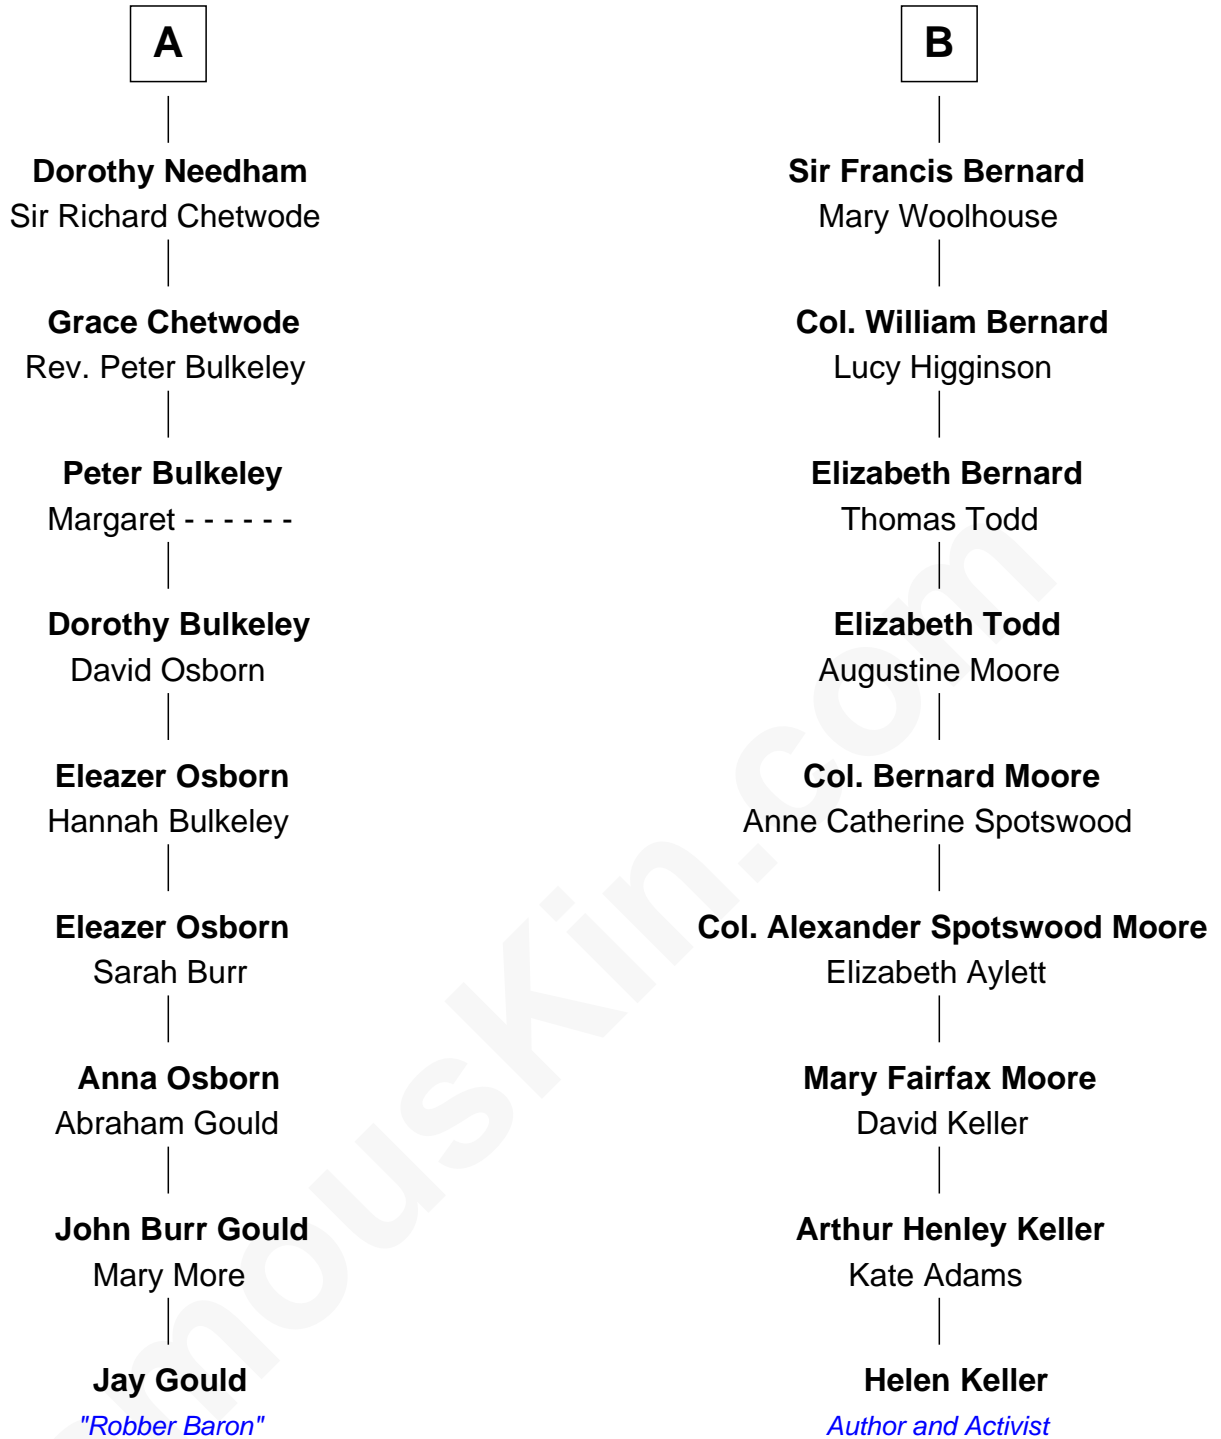 A
Dorothy Needham
Sir Richard Chetwode
Grace Chetwode
Rev. Peter Bulkeley
Peter Bulkeley
Margaret - - - - - -
Dorothy Bulkeley
David Osborn
Eleazer Osborn
Hannah Bulkeley
Eleazer Osborn
Sarah Burr
Anna Osborn
Abraham Gould
John Burr Gould
Mary More
Jay Gould
"Robber Baron"
B
Sir Francis Bernard
Mary Woolhouse
Col. William Bernard
Lucy Higginson
Elizabeth Bernard
Thomas Todd
Elizabeth Todd
Augustine Moore
Col. Bernard Moore
Anne Catherine Spotswood
Col. Alexander Spotswood Moore
Elizabeth Aylett
Mary Fairfax Moore
David Keller
Arthur Henley Keller
Kate Adams
Helen Keller
Author and Activist
mousKin.com